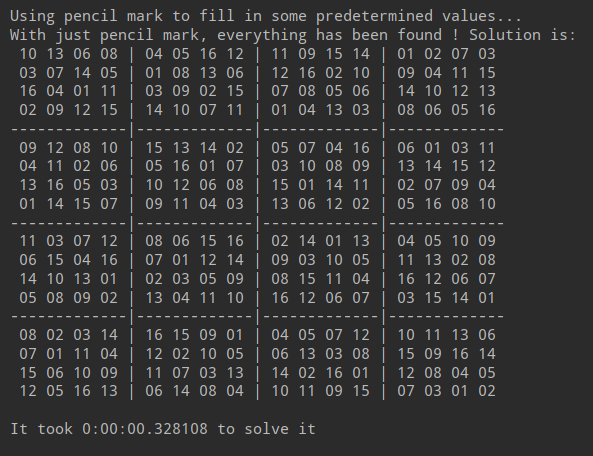 Using pencil mark to fill in some predetermined values...
With just pencil mark, everything has been found ! Solution is:
10 13 06 08 | 04 05 16 12 | 11 09 15 14 | 01 02 07 03
03 07 14 05 | 01 08 13 06 | 12 16 02 10 | 09 04 11 15
16 04 01 11 | 03 09 02 15 | 07 08 05 06 | 14 10 12 13
02 09 12 15 | 14 10 07 11 | 01 04 13 03 | 08 06 05 16
-------------|-------------|-------------|-------------
09 12 08 10 | 15 13 14 02 | 05 07 04 16 | 06 01 03 11
04 11 02 06 | 05 16 01 07 | 03 10 08 09 | 13 14 15 12
13 16 05 03 | 10 12 06 08 | 15 01 14 11 | 02 07 09 04
01 14 15 07 | 09 11 04 03 | 13 06 12 02 | 05 16 08 10
-------------|-------------|-------------|-------------
11 03 07 12 | 08 06 15 16 | 02 14 01 13 | 04 05 10 09
06 15 04 16 | 07 01 12 14 | 09 03 10 05 | 11 13 02 08
14 10 13 01 | 02 03 05 09 | 08 15 11 04 | 16 12 06 07
05 08 09 02 | 13 04 11 10 | 16 12 06 07 | 03 15 14 01
-------------|-------------|-------------|-------------
08 02 03 14 | 16 15 09 01 | 04 05 07 12 | 10 11 13 06
07 01 11 04 | 12 02 10 05 | 06 13 03 08 | 15 09 16 14
15 06 10 09 | 11 07 03 13 | 14 02 16 01 | 12 08 04 05
12 05 16 13 | 06 14 08 04 | 10 11 09 15 | 07 03 01 02
It took 0:00:00.328108 to solve it